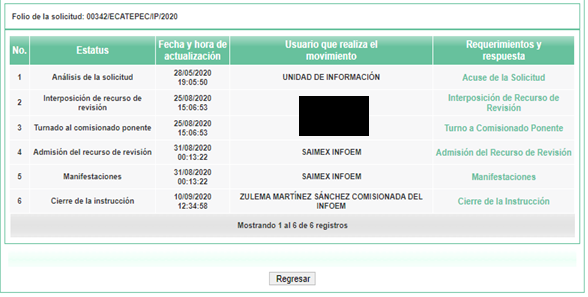 Folio de la solicitud: 00342/ECATEPEC/IP/2020
No. Estatus Fecha y hora de actualización Usuario que realiza el movimiento Requerimientos y respuesta
1 Análisis de la solicitud 28/05/2020 19:05:50 UNIDAD DE INFORMACIÓN Acuse de la Solicitud
2 Interposición de recurso de revisión 25/08/2020 15:06:53 Interposición de Recurso de Revisión
3 Turnado al comisionado ponente 25/08/2020 15:06:53 Turno a Comisionado Ponente
4 Admisión del recurso de revisión 31/08/2020 00:13:22 SAIMEX INFOEM Admisión del Recurso de Revisión
5 Manifestaciones 31/08/2020 00:13:22 SAIMEX INFOEM Manifestaciones
6 Cierre de la instrucción 10/09/2020 12:34:58 ZULEMA MARTÍNEZ SÁNCHEZ COMISIONADA DEL INFOEM Cierre de la Instrucción
Mostrando 1 al 6 de 6 registros
Regresar